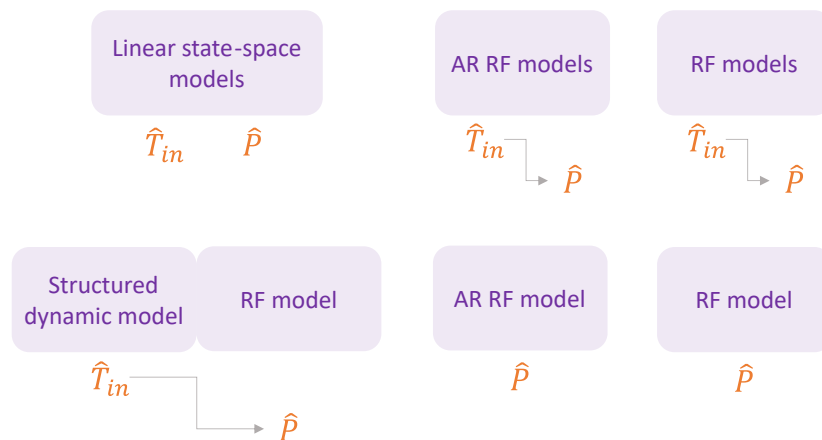 Linear state-space
models
AR RF models
RF models
T̂in P̂
T̂in
P̂
T̂in
P̂
Structured
dynamic model
RF model
AR RF model
RF model
T̂in
P̂
P̂
P̂